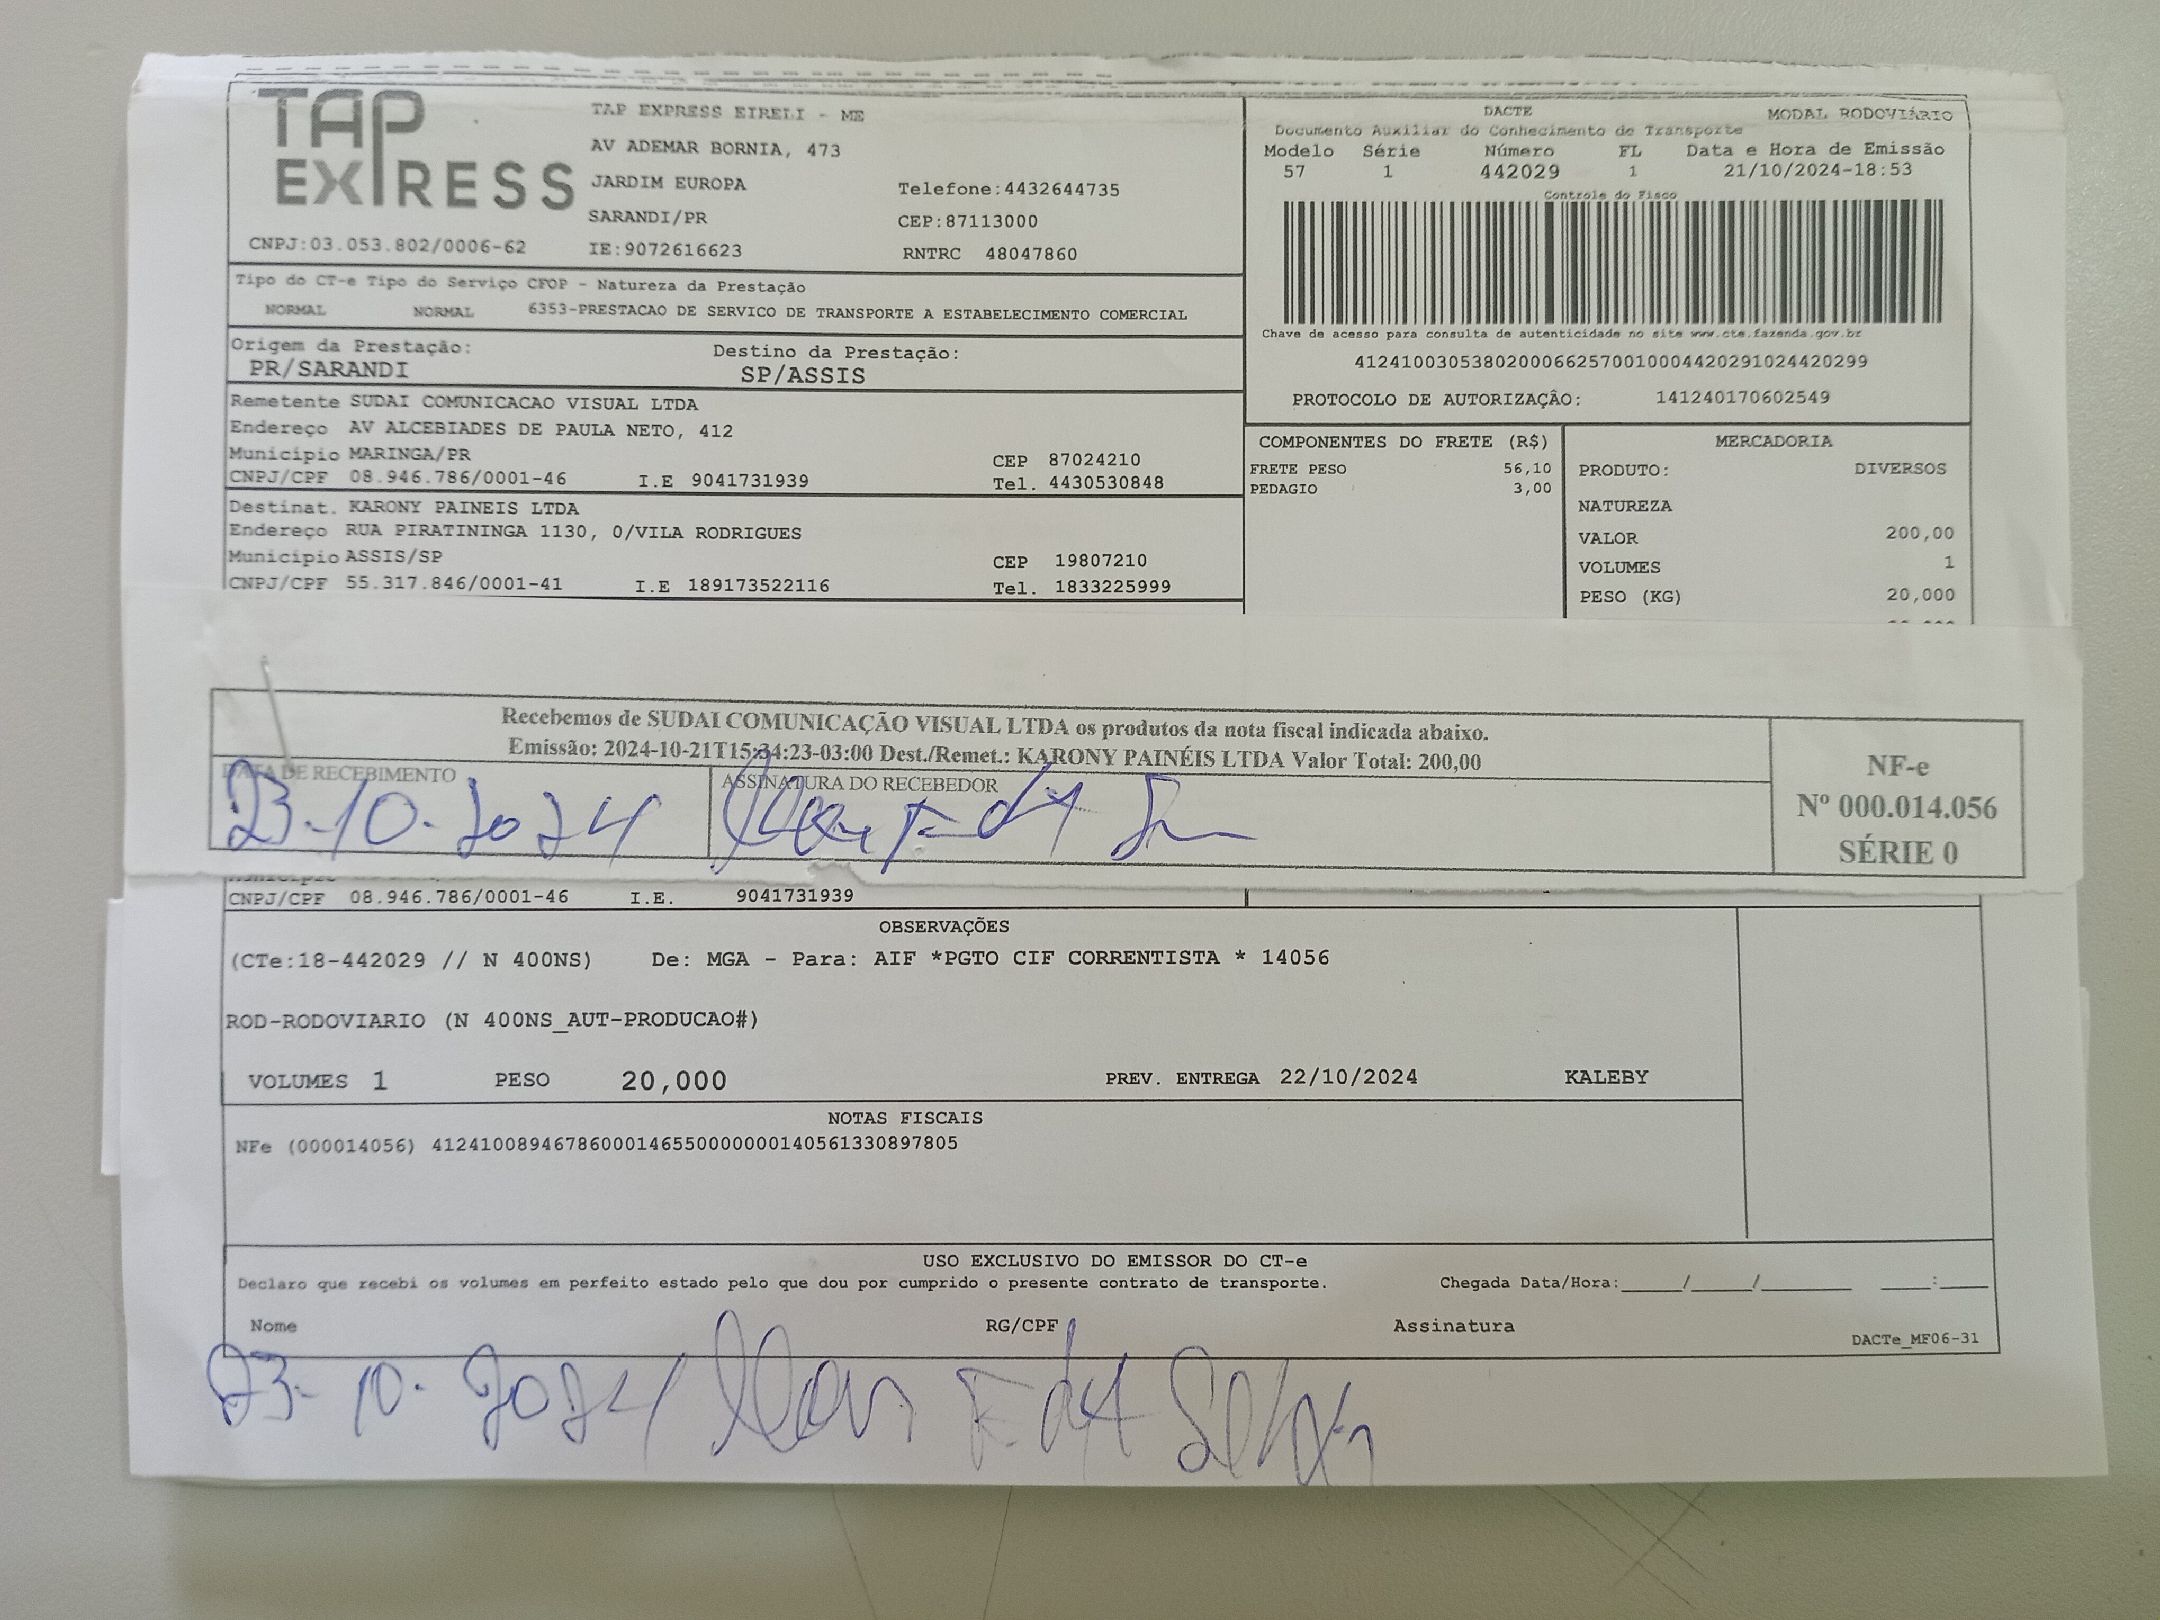 TAP EXPRESS
TAP EXPRESS EIRELI - ME
AV ADEMAR BORNIA, 473
JARDIM EUROPA Telefone:4432644735
SARANDI/PR CEP:87113000
CNPJ:03.053.802/0006-62 IE:9072616623 RNTRC 48047860
DACTE MODAL RODOVIÁRIO
Documento Auxiliar do Conhecimento de Transporte
Modelo Série Número FL Data e Hora de Emissão
57 1 442029 1 21/10/2024-18:53
Controle do Fisco
Chave de acesso para consulta de autenticidade no site www.cte.fazenda.gov.br
41241003053802000662570010004420291024420299
PROTOCOLO DE AUTORIZAÇÃO: 141240170602549
Tipo do CT-e Tipo do Serviço CFOP - Natureza da Prestação
NORMAL NORMAL 6353-PRESTACAO DE SERVICO DE TRANSPORTE A ESTABELECIMENTO COMERCIAL
Origem da Prestação: Destino da Prestação:
PR/SARANDI SP/ASSIS
Remetente SUDAI COMUNICACAO VISUAL LTDA
Endereço AV ALCEBIADES DE PAULA NETO, 412
Municipio MARINGA/PR CEP 87024210
CNPJ/CPF 08.946.786/0001-46 I.E 9041731939 Tel. 4430530848
Destinat. KARONY PAINEIS LTDA
Endereço RUA PIRATININGA 1130, 0/VILA RODRIGUES
Municipio ASSIS/SP CEP 19807210
CNPJ/CPF 55.317.846/0001-41 I.E 189173522116 Tel. 1833225999
COMPONENTES DO FRETE (R$)
FRETE PESO 56,10
PEDAGIO 3,00
MERCADORIA
PRODUTO: DIVERSOS
NATUREZA
VALOR 200,00
VOLUMES 1
PESO (KG) 20,000
Recebemos de SUDAI COMUNICAÇÃO VISUAL LTDA os produtos da nota fiscal indicada abaixo.
Emissão: 2024-10-21T15:34:23-03:00 Dest./Remet.: KARONY PAINÉIS LTDA Valor Total: 200,00
DATA DE RECEBIMENTO ASSINATURA DO RECEBEDOR
23-10-2024
NF-e
Nº 000.014.056
SÉRIE 0
CNPJ/CPF 08.946.786/0001-46 I.E. 9041731939
OBSERVAÇÕES
(CTe:18-442029 // N 400NS) De: MGA - Para: AIF *PGTO CIF CORRENTISTA * 14056
ROD-RODOVIARIO (N 400NS_AUT-PRODUCAO#)
VOLUMES 1 PESO 20,000 PREV. ENTREGA 22/10/2024 KALEBY
NOTAS FISCAIS
NFe (000014056) 41241008946786000146550000000140561330897805
USO EXCLUSIVO DO EMISSOR DO CT-e
Declaro que recebi os volumes em perfeito estado pelo que dou por cumprido o presente contrato de transporte. Chegada Data/Hora:____/____/______ ___:___
Nome RG/CPF Assinatura DACTe_MF06-31
23-10-2024